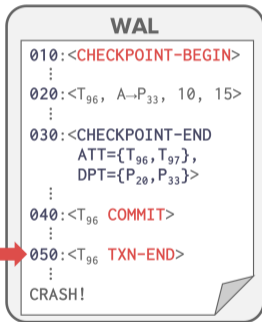 WAL
010:<CHECKPOINT-BEGIN>
⋮
020:<T₉₆, A→P₃₃, 10, 15>
⋮
030:<CHECKPOINT-END
ATT={T₉₆,T₉₇},
DPT={P₂₀,P₃₃}>
⋮
040:<T₉₆ COMMIT>
⋮
050:<T₉₆ TXN-END>
⋮
CRASH!